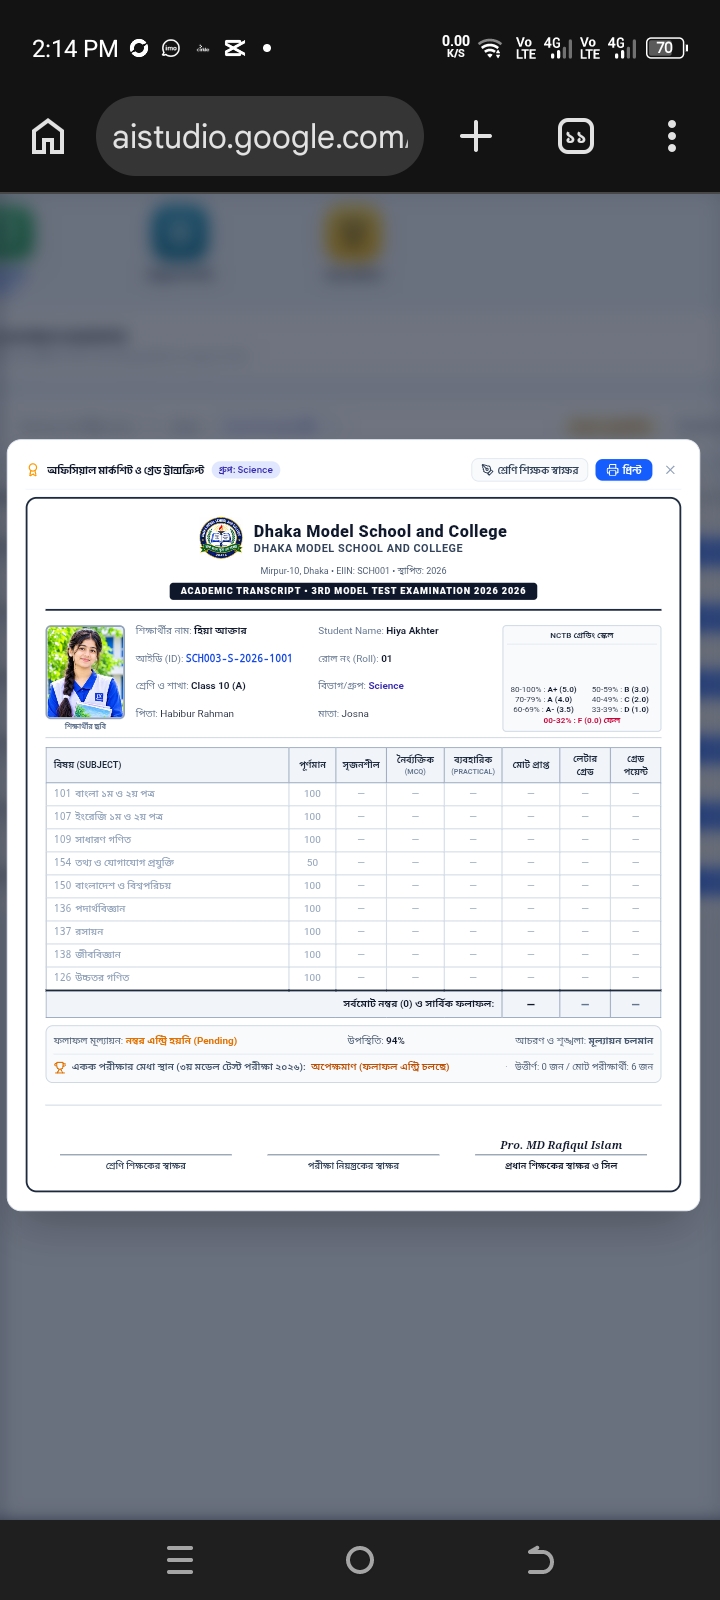 2:14 PM
0.00 K/S Vo LTE 4G Vo LTE 4G 70
aistudio.google.com/
১১
অফিসিয়াল মার্কশিট ও গ্রেড ট্রান্সক্রিপ্ট গ্রুপ: Science শ্রেণি শিক্ষক স্বাক্ষর প্রিন্ট ×
Dhaka Model School and College
DHAKA MODEL SCHOOL AND COLLEGE
Mirpur-10, Dhaka • EIIN: SCH001 • স্থাপিত: 2026
ACADEMIC TRANSCRIPT • 3RD MODEL TEST EXAMINATION 2026 2026
শিক্ষার্থীর নাম: হিয়া আক্তার Student Name: Hiya Akhter
আইডি (ID): SCH003-S-2026-1001 রোল নং (Roll): 01
শ্রেণি ও শাখা: Class 10 (A) বিভাগ/গ্রুপ: Science
পিতা: Habibur Rahman মাতা: Josna
শিক্ষার্থীর ছবি
NCTB গ্রেডিং স্কেল
80-100% : A+ (5.0) 50-59% : B (3.0)
70-79% : A (4.0) 40-49% : C (2.0)
60-69% : A- (3.5) 33-39% : D (1.0)
00-32% : F (0.0) ফেল
বিষয় (SUBJECT) পূর্ণমান সৃজনশীল নৈর্ব্যক্তিক (MCQ) ব্যবহারিক (PRACTICAL) মোট প্রাপ্ত লেটার গ্রেড গ্রেড পয়েন্ট
101 বাংলা ১ম ও ২য় পত্র 100 — — — — — —
107 ইংরেজি ১ম ও ২য় পত্র 100 — — — — — —
109 সাধারণ গণিত 100 — — — — — —
154 তথ্য ও যোগাযোগ প্রযুক্তি 50 — — — — — —
150 বাংলাদেশ ও বিশ্বপরিচয় 100 — — — — — —
136 পদার্থবিজ্ঞান 100 — — — — — —
137 রসায়ন 100 — — — — — —
138 জীববিজ্ঞান 100 — — — — — —
126 উচ্চতর গণিত 100 — — — — — —
সর্বমোট নম্বর (0) ও সার্বিক ফলাফল: — — —
ফলাফল মূল্যায়ন: নম্বর এন্ট্রি হয়নি (Pending) উপস্থিতি: 94% আচরণ ও শৃঙ্খলা: মূল্যায়ন চলমান
একক পরীক্ষার মেধা স্থান (৩য় মডেল টেস্ট পরীক্ষা ২০২৬): অপেক্ষমাণ (ফলাফল এন্ট্রি চলছে) উত্তীর্ণ: 0 জন / মোট পরীক্ষার্থী: 6 জন
Pro. MD Rafiqul Islam
শ্রেণি শিক্ষকের স্বাক্ষর পরীক্ষা নিয়ন্ত্রকের স্বাক্ষর প্রধান শিক্ষকের স্বাক্ষর ও সিল